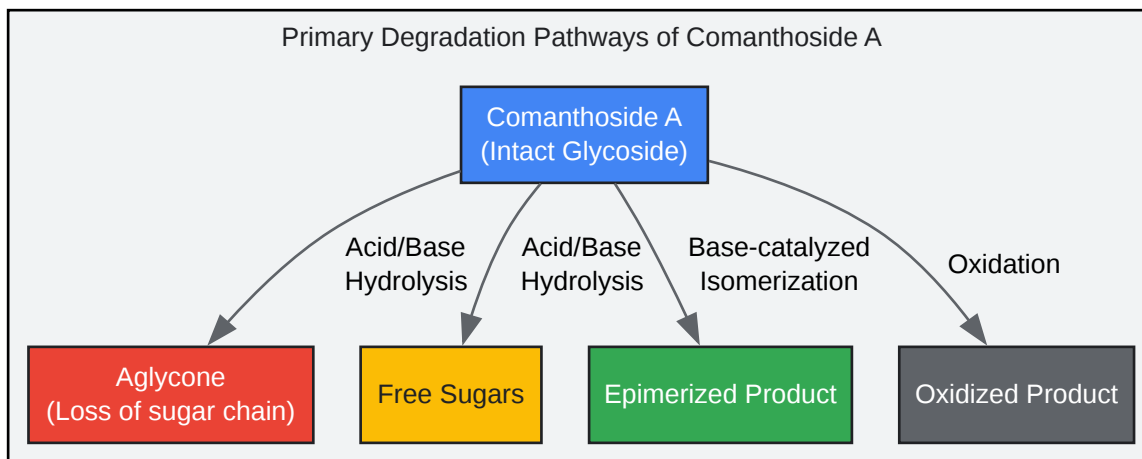 Primary Degradation Pathways of Comanthoside A
Comanthoside A
(Intact Glycoside)
Acid/Base
Hydrolysis
Acid/Base
Hydrolysis
Base-catalyzed
Isomerization
Oxidation
Aglycone
(Loss of sugar chain)
Free Sugars
Epimerized Product
Oxidized Product